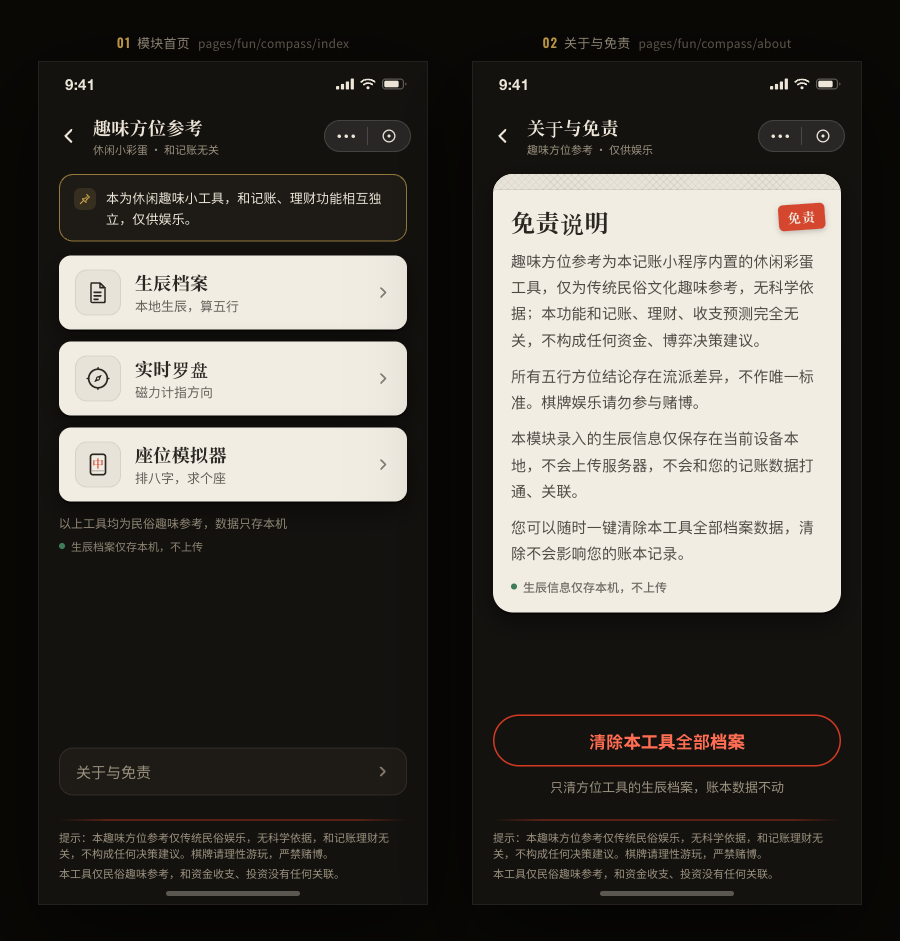 01 模块首页 pages/fun/compass/index
9:41
趣味方位参考
休闲小彩蛋 · 和记账无关
本为休闲趣味小工具，和记账、理财功能相互独
立，仅供娱乐。
生辰档案
本地生辰，算五行
实时罗盘
磁力计指方向
中
座位模拟器
排八字，求个座
以上工具均为民俗趣味参考，数据只存本机
生辰档案仅存本机，不上传
关于与免责
提示：本趣味方位参考仅传统民俗娱乐，无科学依据，和记账理财无
关，不构成任何决策建议。棋牌请理性游玩，严禁赌博。
本工具仅民俗趣味参考，和资金收支、投资没有任何关联。
02 关于与免责 pages/fun/compass/about
9:41
关于与免责
趣味方位参考 · 仅供娱乐
免责说明
免责
趣味方位参考为本记账小程序内置的休闲彩蛋
工具，仅为传统民俗文化趣味参考，无科学依
据；本功能和记账、理财、收支预测完全无
关，不构成任何资金、博弈决策建议。
所有五行方位结论存在流派差异，不作唯一标
准。棋牌娱乐请勿参与赌博。
本模块录入的生辰信息仅保存在当前设备本
地，不会上传服务器，不会和您的记账数据打
通、关联。
您可以随时一键清除本工具全部档案数据，清
除不会影响您的账本记录。
生辰信息仅存本机，不上传
清除本工具全部档案
只清方位工具的生辰档案，账本数据不动
提示：本趣味方位参考仅传统民俗娱乐，无科学依据，和记账理财无
关，不构成任何决策建议。棋牌请理性游玩，严禁赌博。
本工具仅民俗趣味参考，和资金收支、投资没有任何关联。